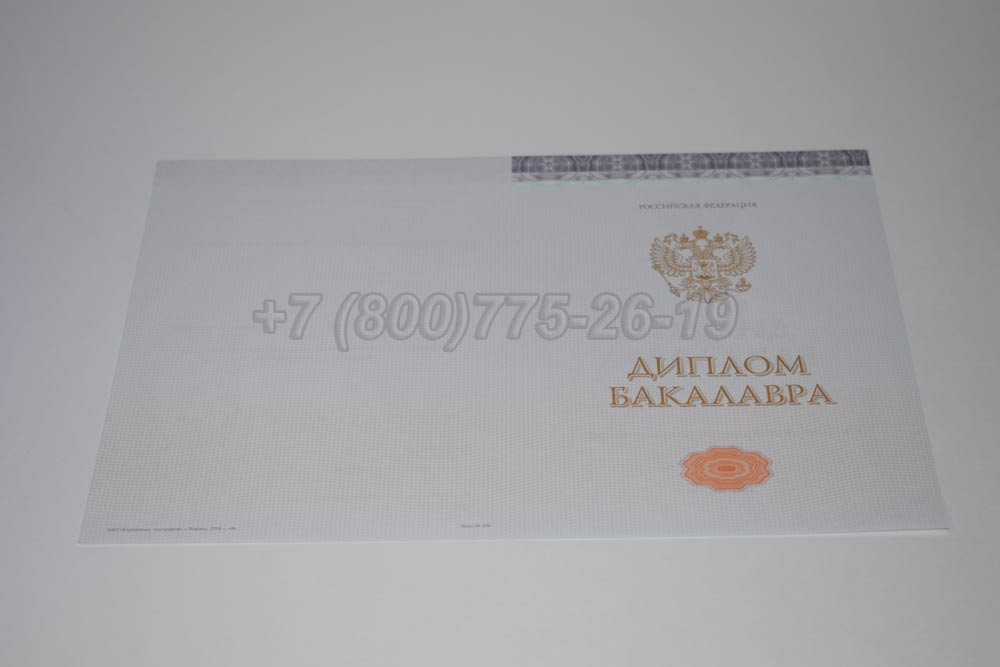 РОССИЙСКАЯ ФЕДЕРАЦИЯ
+7 (800)775-26-19
ДИПЛОМ
БАКАЛАВРА